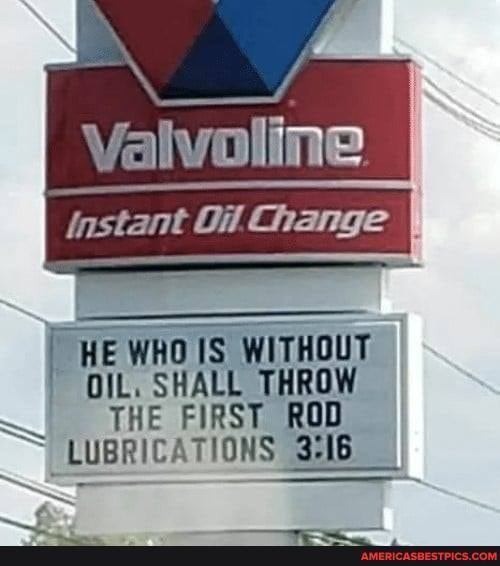 Valvoline
Instant Oil Change
HE WHO IS WITHOUT
OIL. SHALL THROW
THE FIRST ROD
LUBRICATIONS 3:16
AMERICASBESTPICS.COM